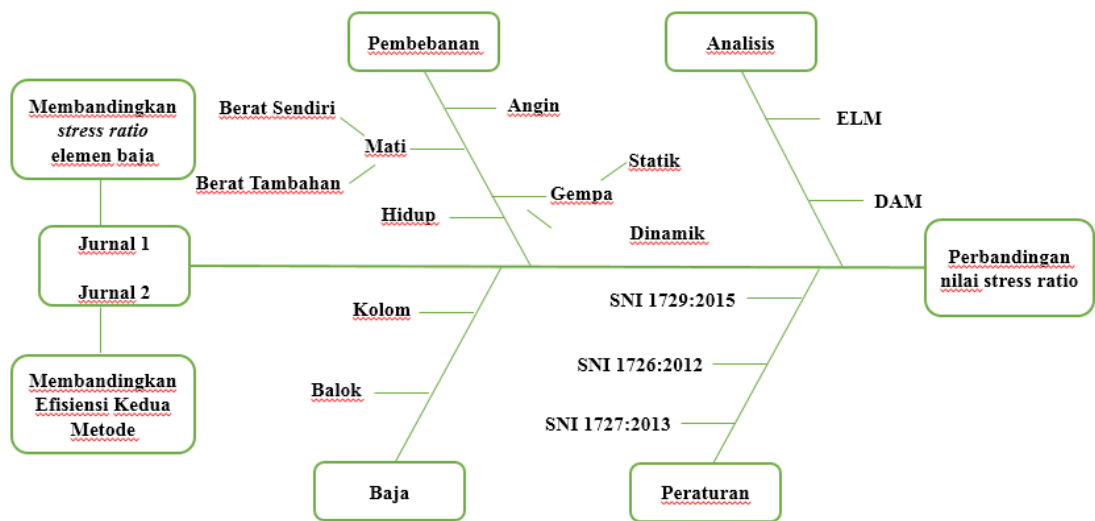 Pembebanan
Analisis
Membandingkan
stress ratio
elemen baja
Berat Sendiri
Angin
ELM
Mati
Statik
Berat Tambahan
Gempa
DAM
Hidup
Dinamik
Jurnal 1
Jurnal 2
Perbandingan
nilai stress ratio
Kolom
SNI 1729:2015
SNI 1726:2012
Membandingkan
Efisiensi Kedua
Metode
Balok
SNI 1727:2013
Baja
Peraturan